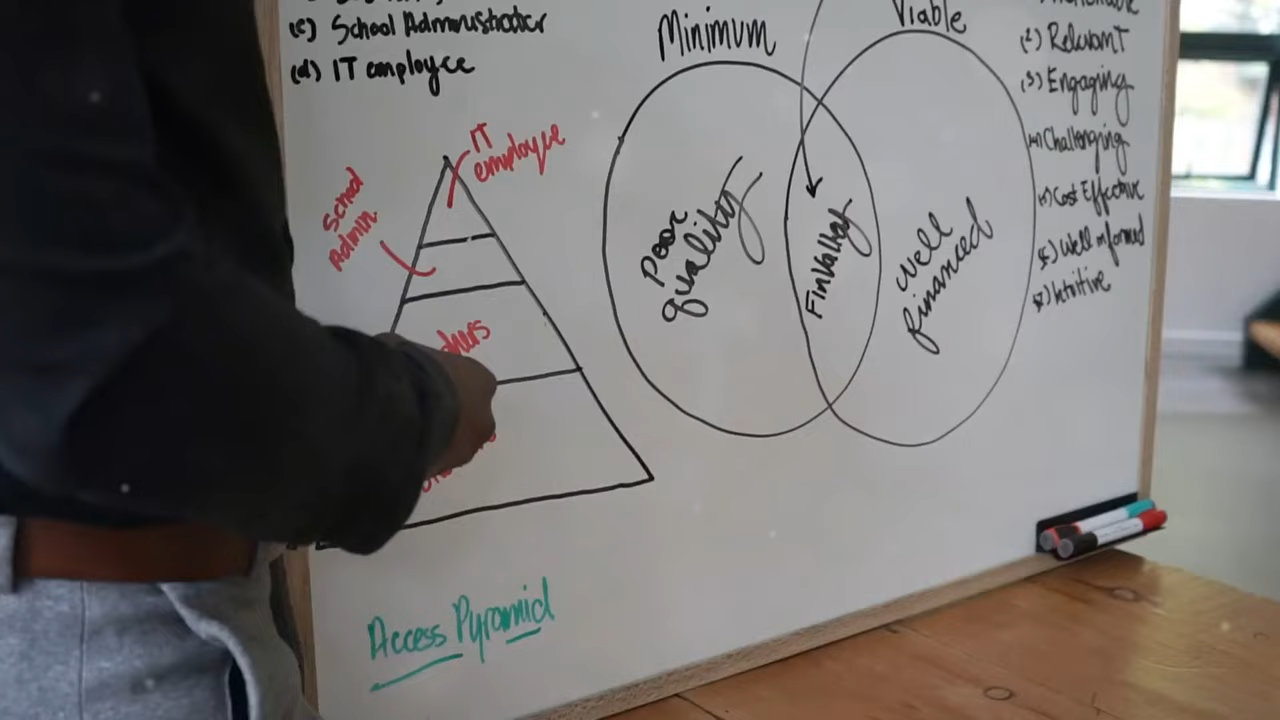 (c) School Administrator
(d) IT employee
IT
employee
School
Admin
Access Pyramid
Minimum
Viable
Poor
quality
Finvalley
well
financed
(2) Relevant
(3) Engaging
(4) Challenging
(5) Cost Effective
(6) Well informed
(7) Intuitive